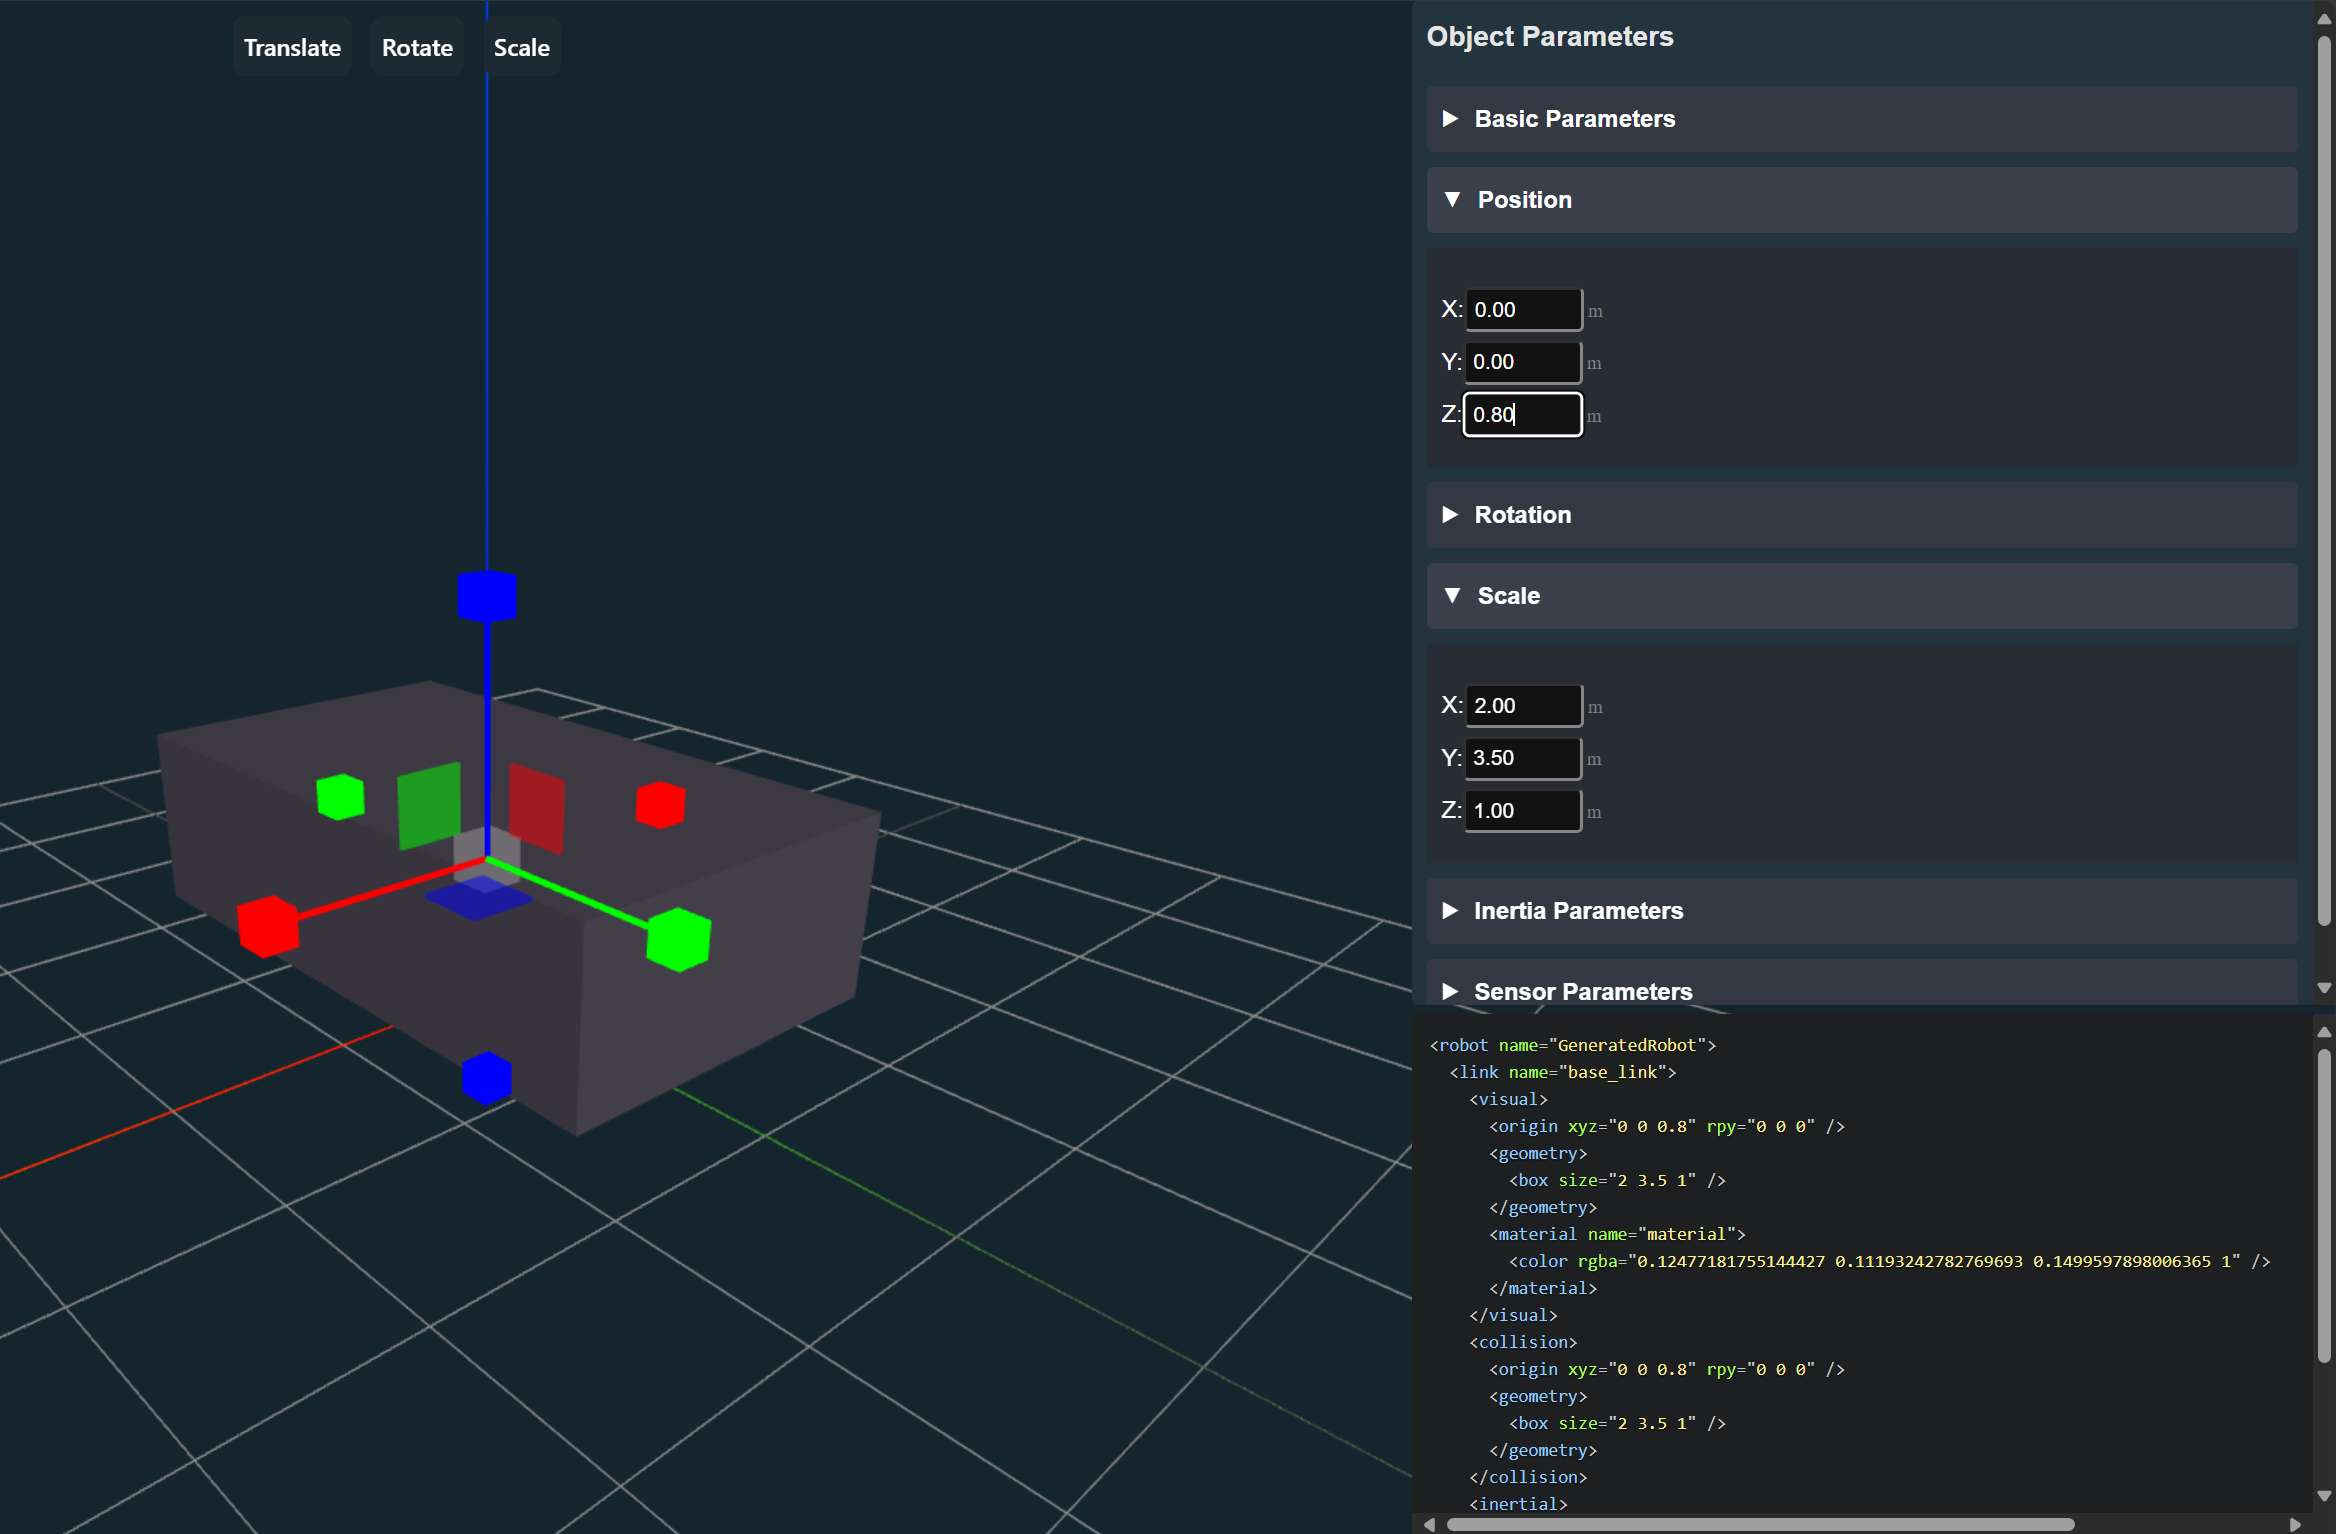 Translate
Rotate
Scale
Object Parameters
▶ Basic Parameters
▼ Position
X: 0.00 m
Y: 0.00 m
Z: 0.80 m
▶ Rotation
▼ Scale
X: 2.00 m
Y: 3.50 m
Z: 1.00 m
▶ Inertia Parameters
▶ Sensor Parameters
<robot name="GeneratedRobot">
  <link name="base_link">
    <visual>
      <origin xyz="0 0 0.8" rpy="0 0 0" />
      <geometry>
        <box size="2 3.5 1" />
      </geometry>
      <material name="material">
        <color rgba="0.12477181755144427 0.11193242782769693 0.1499597898006365 1" />
      </material>
    </visual>
    <collision>
      <origin xyz="0 0 0.8" rpy="0 0 0" />
      <geometry>
        <box size="2 3.5 1" />
      </geometry>
    </collision>
    <inertial>